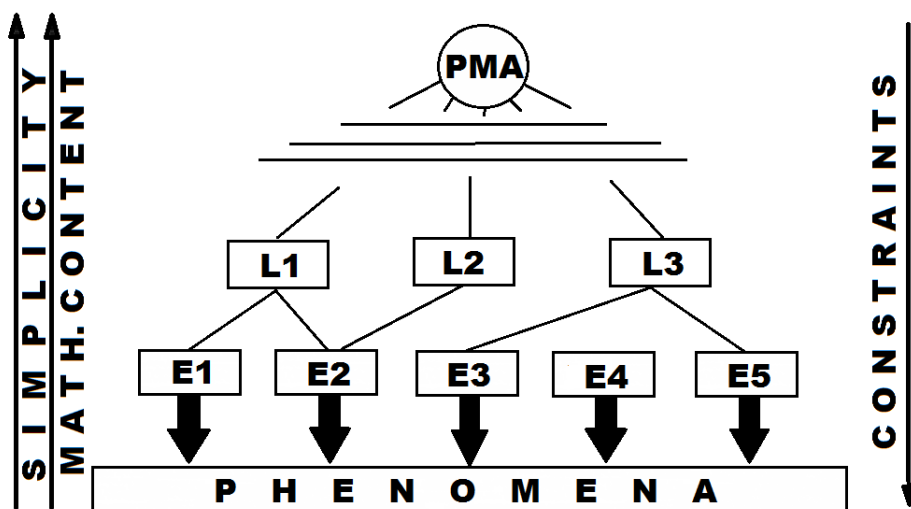 SIMPLICITY
MATH.CONTENT
PMA
L1 L2 L3
E1 E2 E3 E4 E5
PHENOMENA
CONSTRAINTS